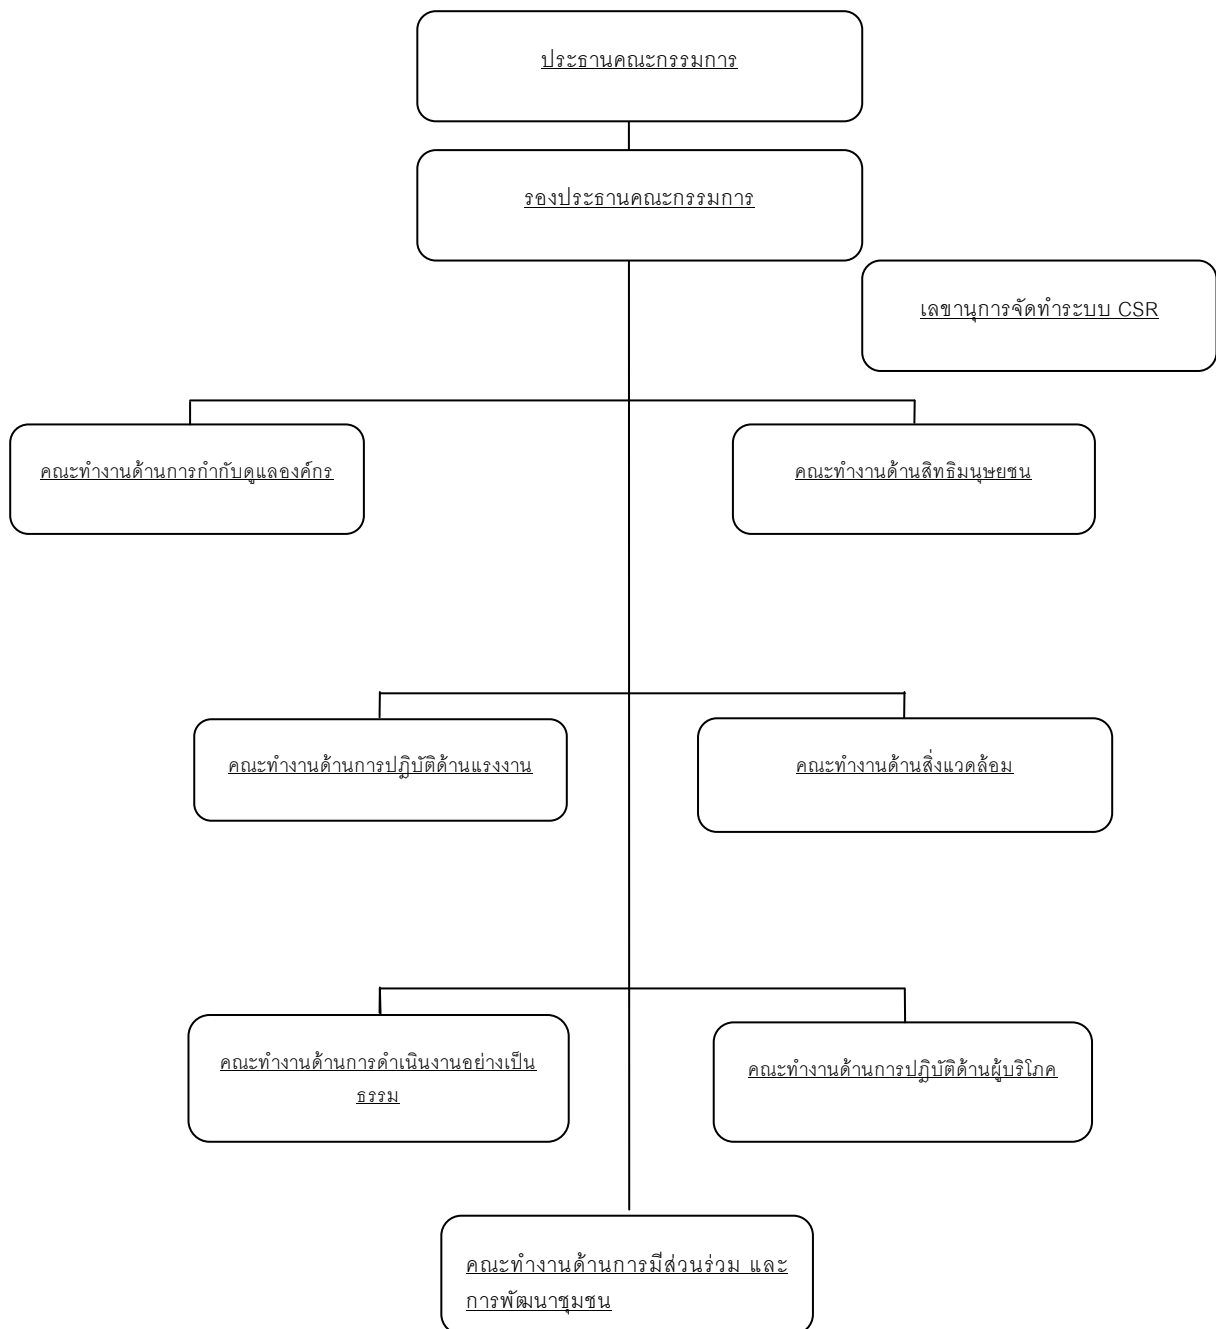 ประธานคณะกรรมการ
รองประธานคณะกรรมการ
เลขานุการจัดทำระบบ CSR
คณะทำงานด้านการกำกับดูแลองค์กร
คณะทำงานด้านสิทธิมนุษยชน
คณะทำงานด้านการปฏิบัติด้านแรงงาน
คณะทำงานด้านสิ่งแวดล้อม
คณะทำงานด้านการดำเนินงานอย่างเป็น
ธรรม
คณะทำงานด้านการปฏิบัติด้านผู้บริโภค
คณะทำงานด้านการมีส่วนร่วม และ
การพัฒนาชุมชน